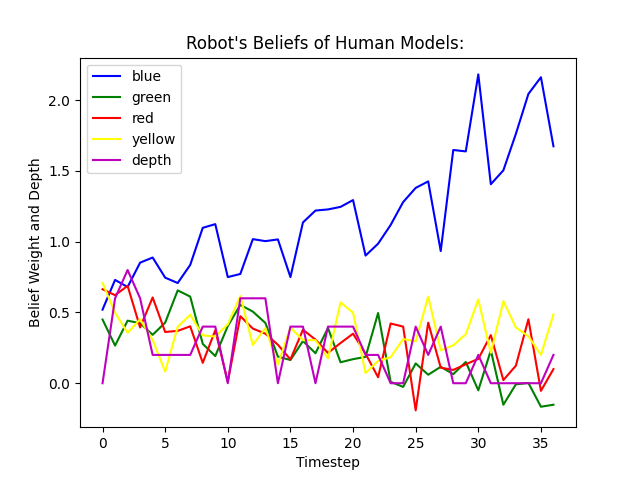 Robot's Beliefs of Human Models:
blue
green
red
yellow
depth
Belief Weight and Depth
2.0
1.5
1.0
0.5
0.0
0 5 10 15 20 25 30 35
Timestep